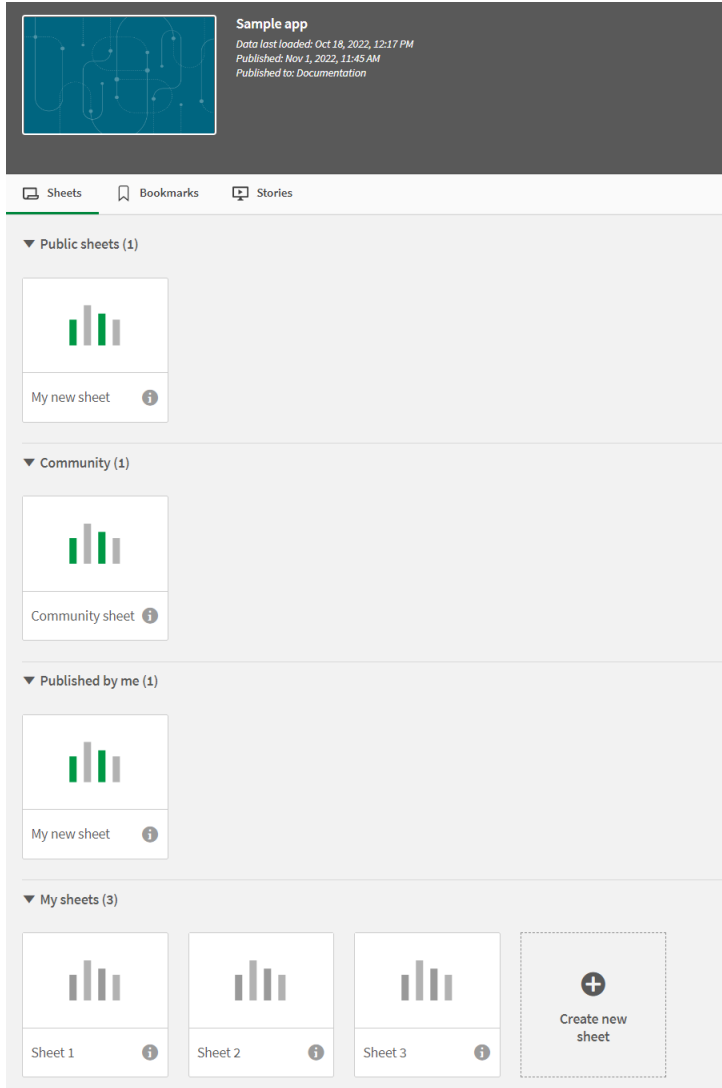 Sample app
Data last loaded: Oct 18, 2022, 12:17 PM
Published: Nov 1, 2022, 11:45 AM
Published to: Documentation
Sheets
Bookmarks
Stories
Public sheets (1)
My new sheet
Community (1)
Community sheet
Published by me (1)
My new sheet
My sheets (3)
Sheet 1
Sheet 2
Sheet 3
Create new
sheet